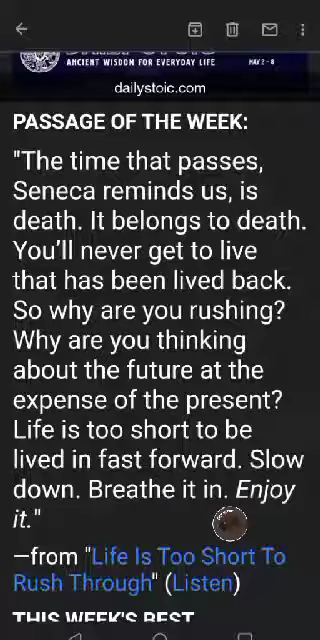 ANCIENT WISDOM FOR EVERYDAY LIFE
MAY 2 - 8
dailystoic.com
PASSAGE OF THE WEEK:
"The time that passes,
Seneca reminds us, is
death. It belongs to death.
You'll never get to live
that has been lived back.
So why are you rushing?
Why are you thinking
about the future at the
expense of the present?
Life is too short to be
lived in fast forward. Slow
down. Breathe it in. Enjoy
it."
—from "Life Is Too Short To
Rush Through" (Listen)
THIS WEEK'S BEST